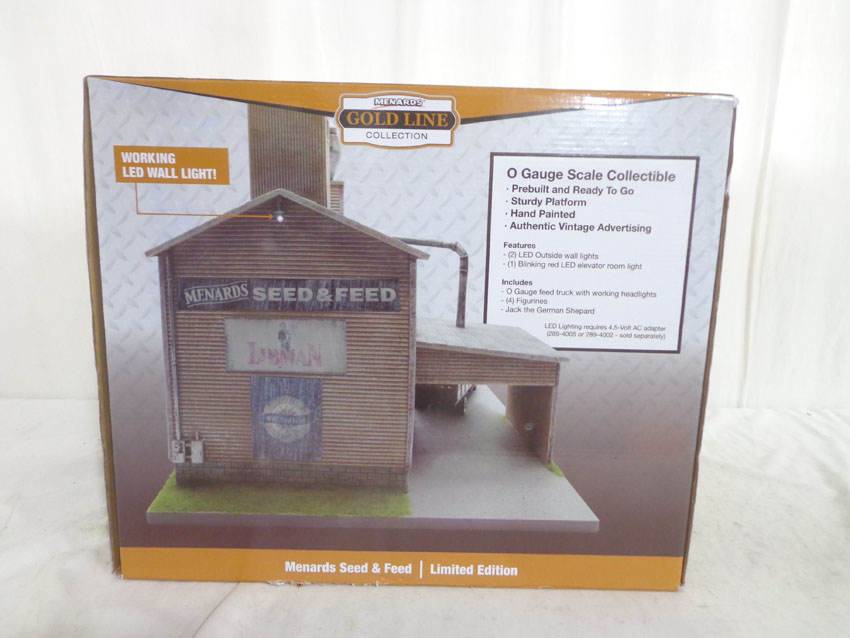 MENARDS
GOLD LINE
COLLECTION
WORKING
LED WALL LIGHT!
O Gauge Scale Collectible
· Prebuilt and Ready To Go
· Sturdy Platform
· Hand Painted
· Authentic Vintage Advertising
Features
- (2) LED Outside wall lights
- (1) Blinking red LED elevator room light
Includes
- O Gauge feed truck with working headlights
- (4) Figurines
- Jack the German Shepard
LED Lighting requires 4.5-Volt AC adapter
(289-4005 or 289-4002 - sold separately)
MENARDS SEED & FEED
LIBMAN
Menards Seed & Feed | Limited Edition